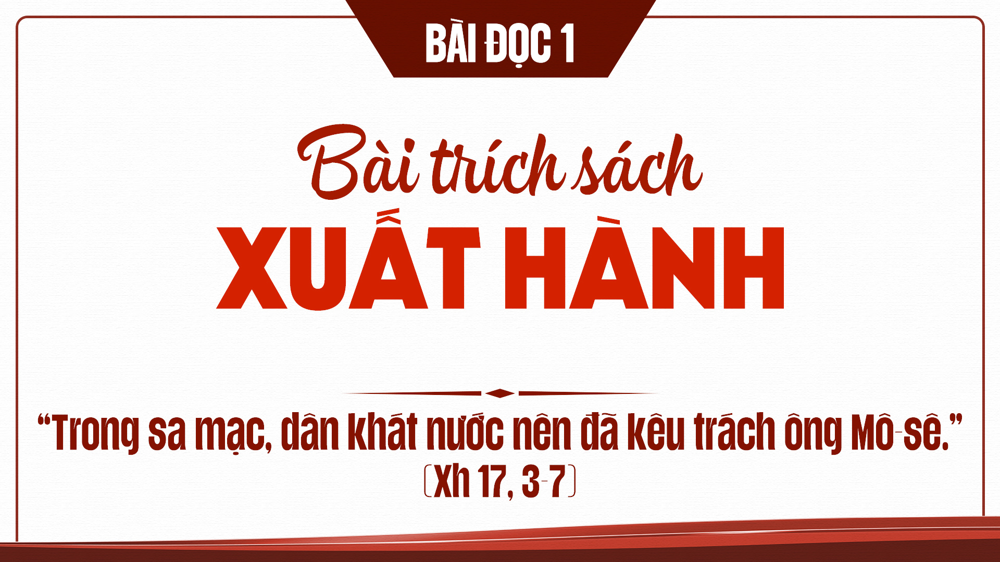 BÀI ĐỌC 1
Bài trích sách
XUẤT HÀNH
“Trong sa mạc, dân khát nước nên đã kêu trách ông Mô-sê.”
(Xh 17, 3-7)